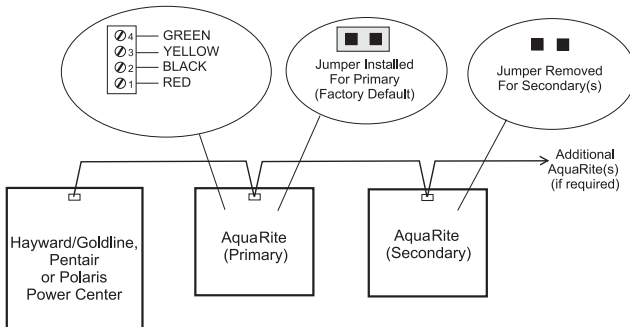 4 GREEN
3 YELLOW
2 BLACK
1 RED
Jumper Installed
For Primary
(Factory Default)
Jumper Removed
For Secondary(s)
Additional
AquaRite(s)
(if required)
Hayward/Goldline,
Pentair
or Polaris
Power Center
AquaRite
(Primary)
AquaRite
(Secondary)